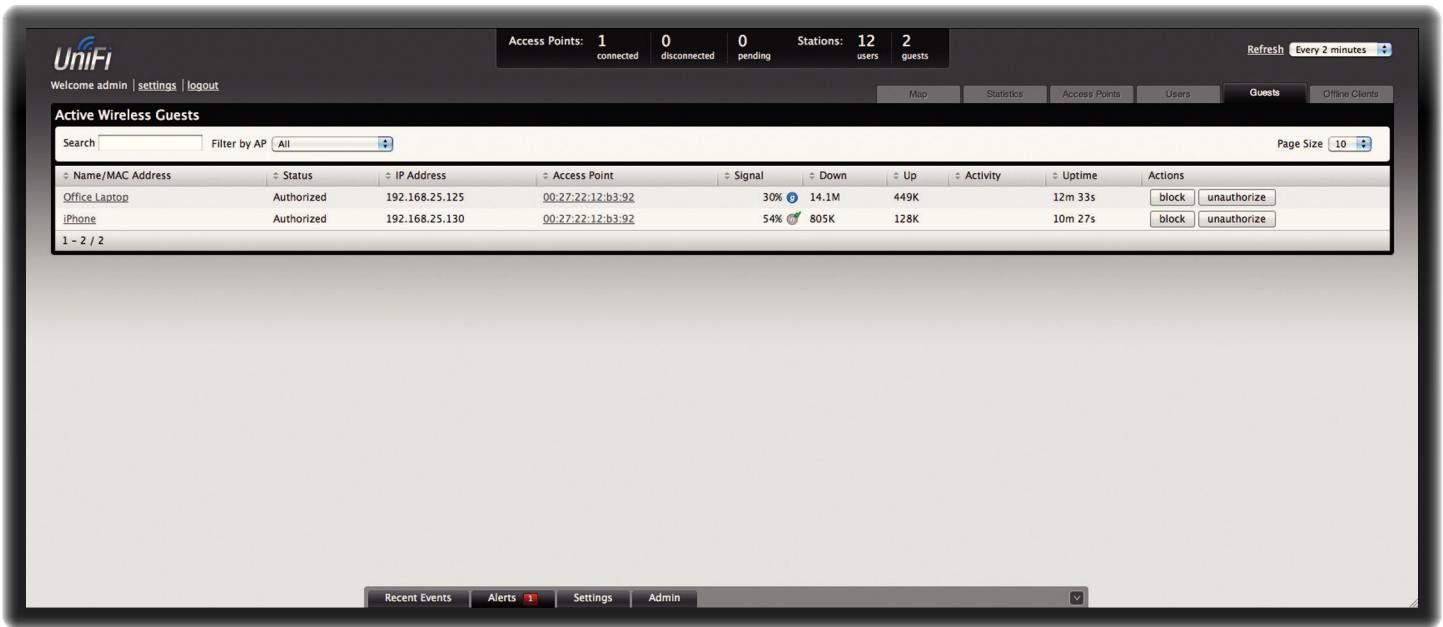 UniFi
Access Points: 1 connected 0 disconnected 0 pending Stations: 12 users 2 guests
Refresh Every 2 minutes
Welcome admin | settings | logout
Map Statistics Access Points Users Guests Offline Clients
Active Wireless Guests
Search Filter by AP All Page Size 10
Name/MAC Address Status IP Address Access Point Signal Down Up Activity Uptime Actions
Office Laptop Authorized 192.168.25.125 00:27:22:12:b3:92 30% g 14.1M 449K 12m 33s block unauthorize
iPhone Authorized 192.168.25.130 00:27:22:12:b3:92 54% 805K 128K 10m 27s block unauthorize
1 - 2 / 2
Recent Events Alerts 1 Settings Admin